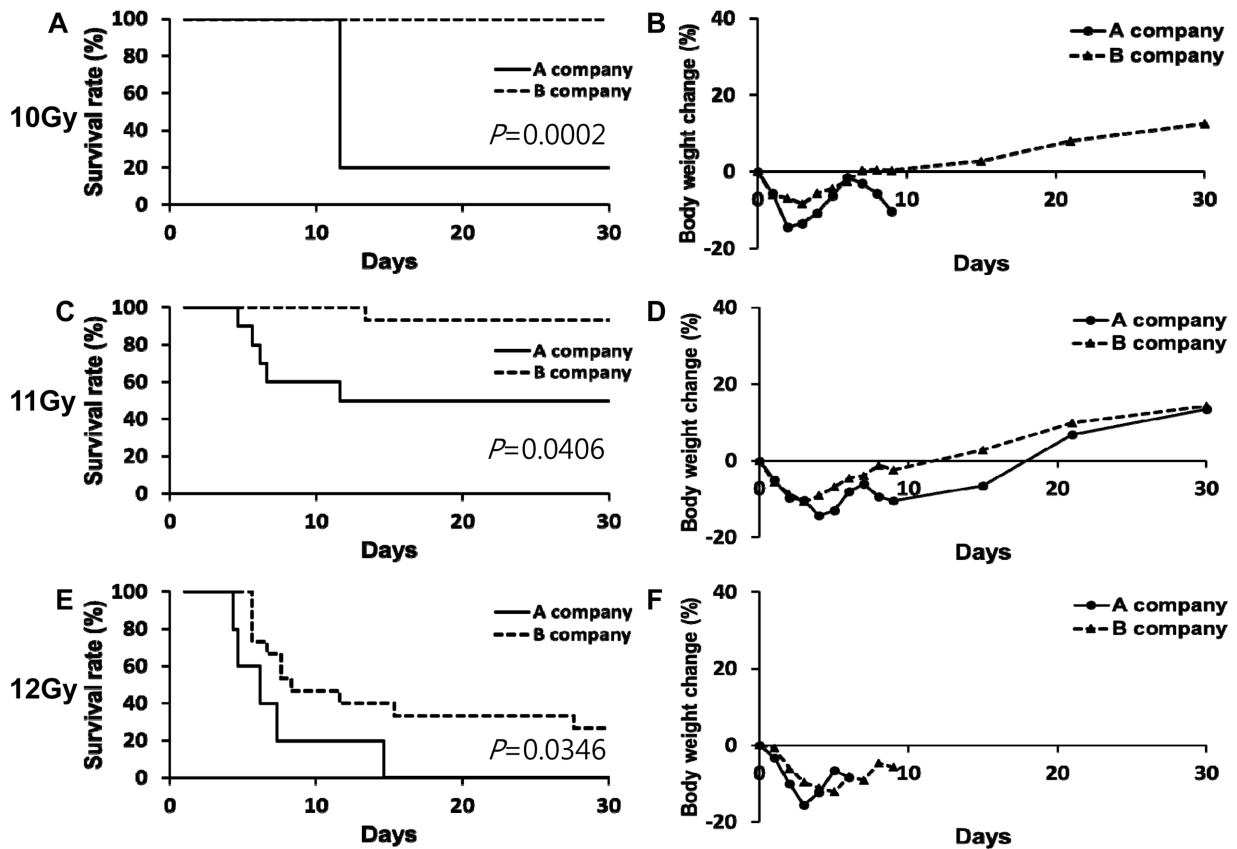 A
Survival rate (%)
100
80
60
40
20
0
0 10 20 30
Days
A company
B company
P=0.0002
10Gy
B
Body weight change (%)
40
20
0
-20
0 10 20 30
Days
A company
B company
C
Survival rate (%)
100
80
60
40
20
0
0 10 20 30
Days
A company
B company
P=0.0406
11Gy
D
Body weight change (%)
40
20
0
-20
0 10 20 30
Days
A company
B company
E
Survival rate (%)
100
80
60
40
20
0
0 10 20 30
Days
A company
B company
P=0.0346
12Gy
F
Body weight change (%)
40
20
0
-20
0 10 20 30
Days
A company
B company